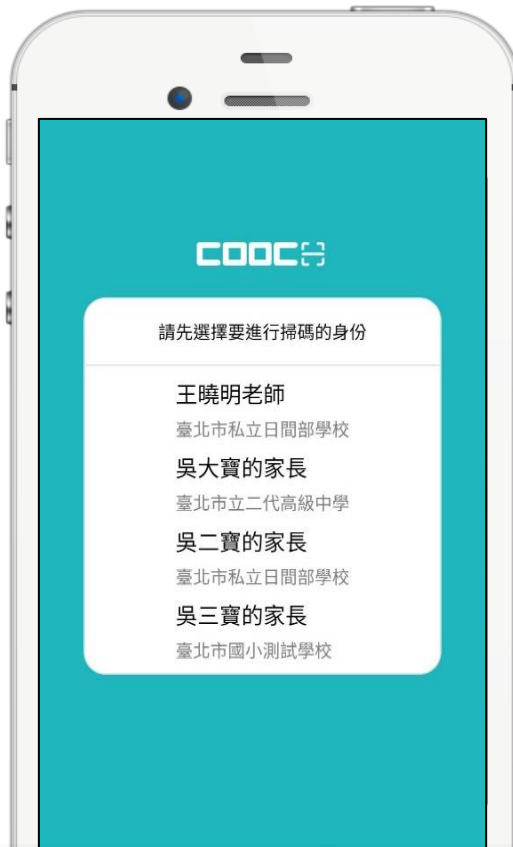 COOC
請先選擇要進行掃碼的身份
王曉明老師
臺北市私立日間部學校
吳大寶的家長
臺北市立二代高級中學
吳二寶的家長
臺北市私立日間部學校
吳三寶的家長
臺北市國小測試學校